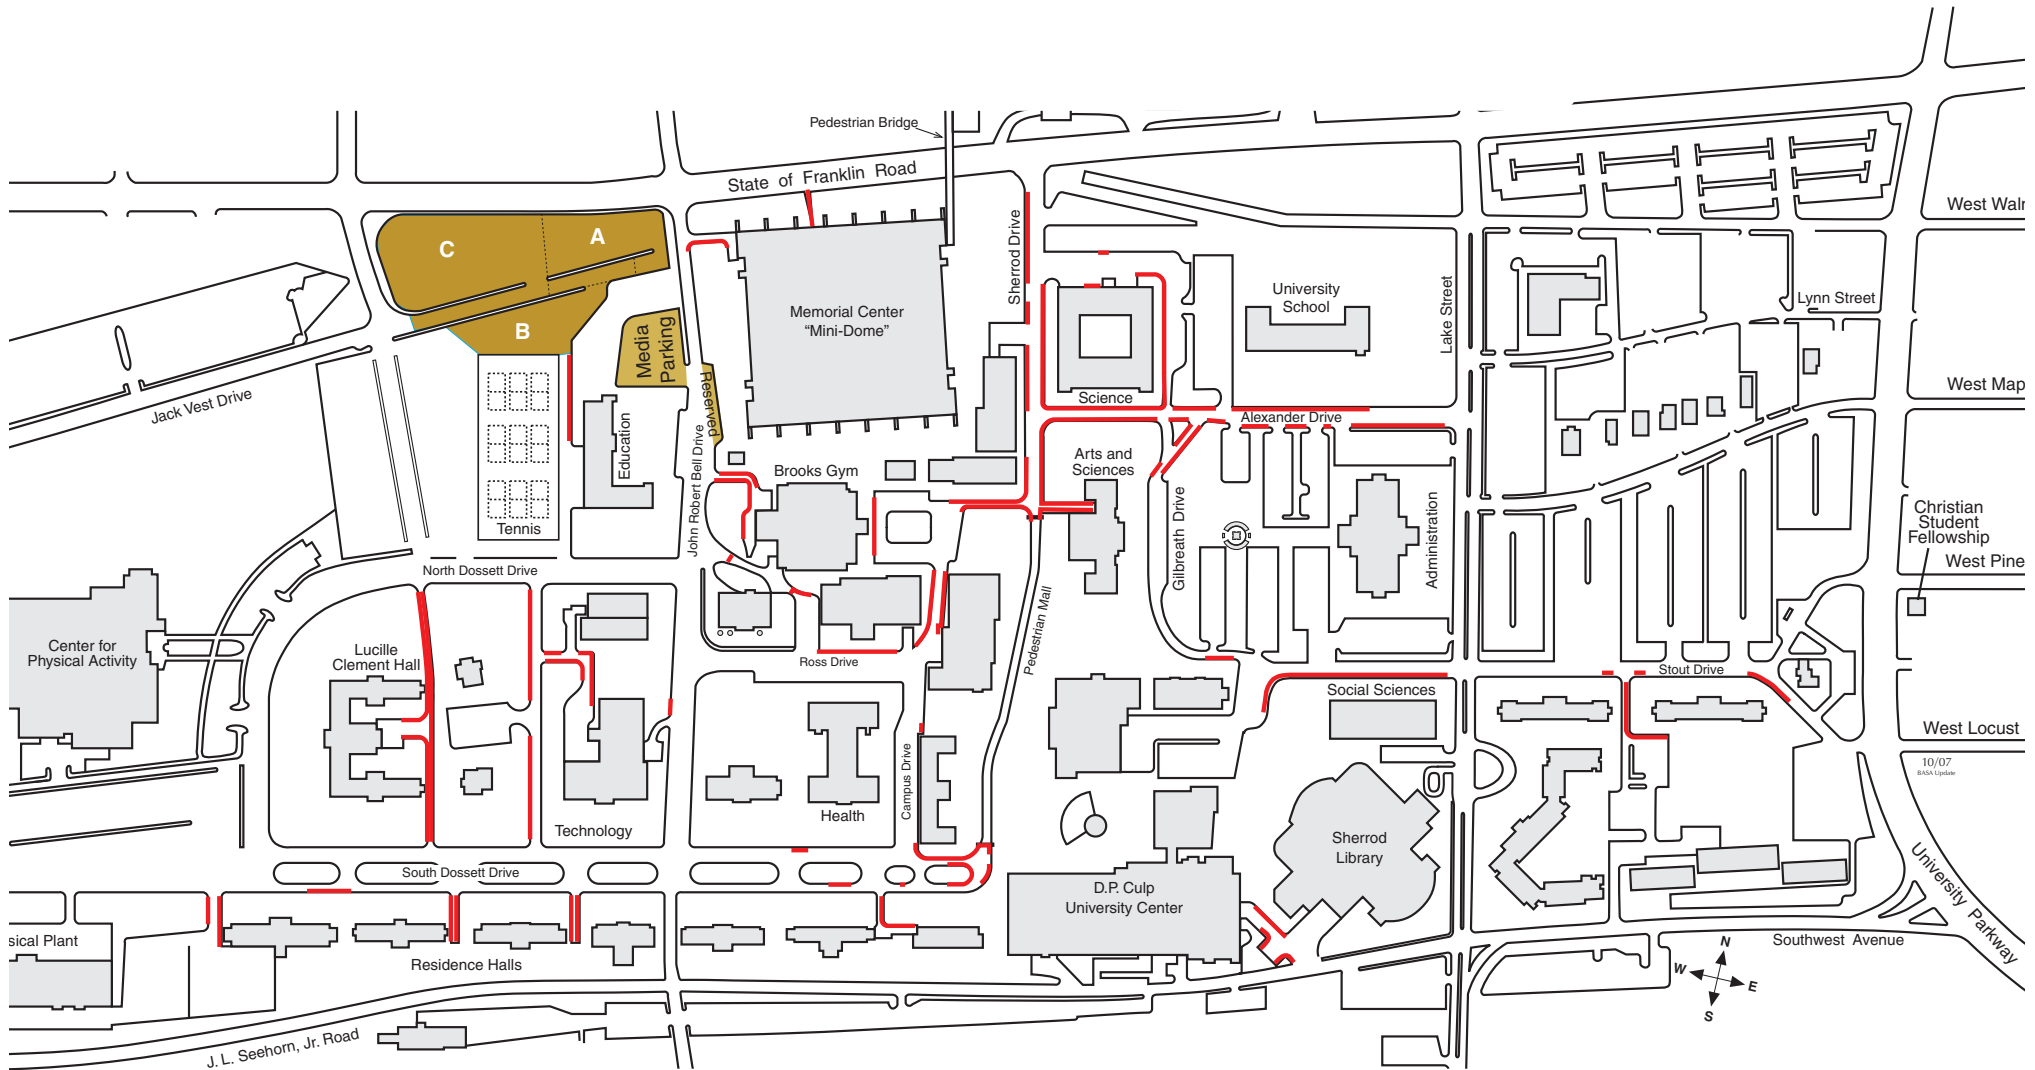 Pedestrian Bridge
State of Franklin Road
West Waln
C
A
B
Sherrod Drive
Memorial Center
“Mini-Dome”
University
School
Lake Street
Lynn Street
Media
Parking
Reserved
Jack Vest Drive
Science
West Map
Alexander Drive
Education
John Robert Bell Drive
Brooks Gym
Arts and
Sciences
Tennis
Gilbreath Drive
Administration
Christian
Student
Fellowship
North Dossett Drive
West Pine
Pedestrian Mall
Center for
Physical Activity
Lucille
Clement Hall
Ross Drive
Stout Drive
Social Sciences
West Locust
Campus Drive
10/07
BASA Update
Health
Technology
Sherrod
Library
South Dossett Drive
D.P. Culp
University Center
University Parkway
sical Plant
Southwest Avenue
Residence Halls
N
W
E
S
J. L. Seehorn, Jr. Road